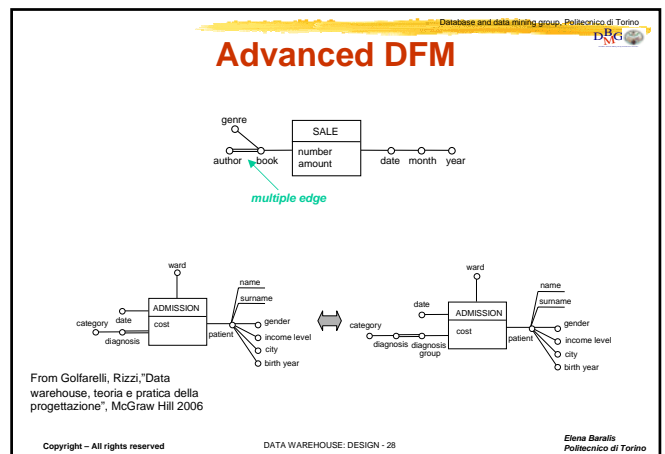 Database and data mining group, Politecnico di Torino
DBMG
Advanced DFM
genre
SALE
number
amount
author book
date month year
multiple edge
ward
name
surname
date
category
diagnosis
ADMISSION
cost
patient
gender
income level
city
birth year
ward
name
surname
date
category
diagnosis
diagnosis
group
ADMISSION
cost
patient
gender
income level
city
birth year
From Golfarelli, Rizzi,"Data
warehouse, teoria e pratica della
progettazione", McGraw Hill 2006
Copyright – All rights reserved
DATA WAREHOUSE: DESIGN - 28
Elena Baralis
Politecnico di Torino